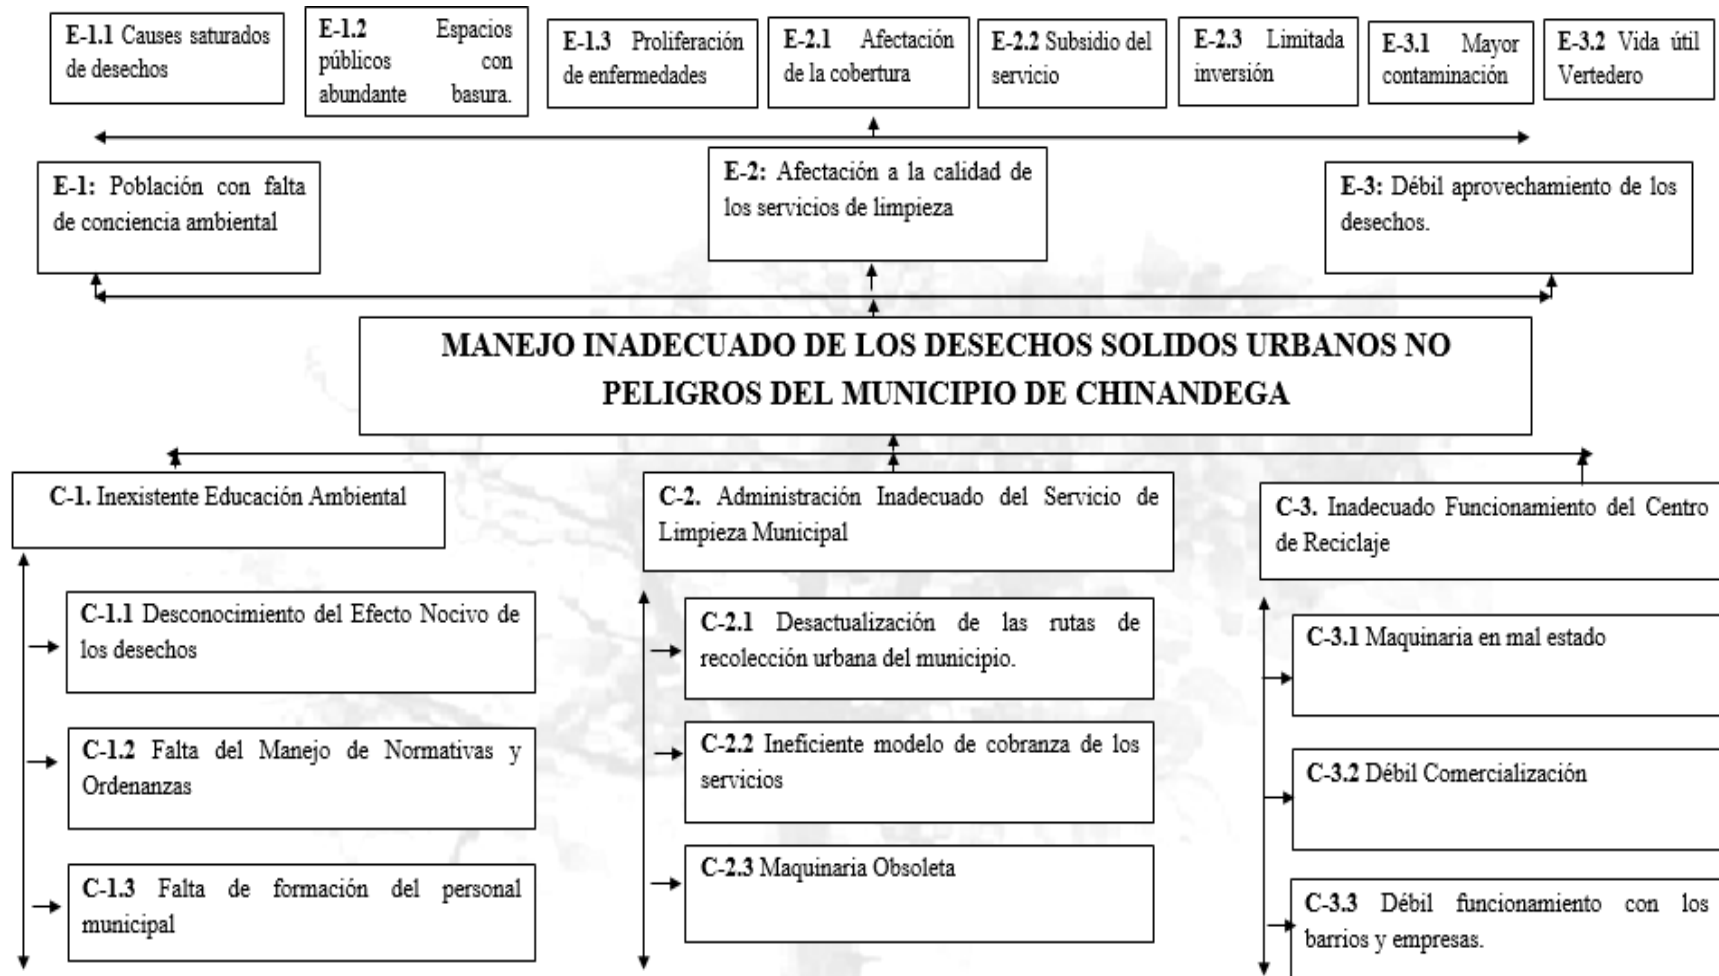 E-1.1 Causes saturados
de desechos
E-1.2 Espacios
públicos con
abundante basura.
E-1.3 Proliferación
de enfermedades
E-2.1 Afectación
de la cobertura
E-2.2 Subsidio del
servicio
E-2.3 Limitada
inversión
E-3.1 Mayor
contaminación
E-3.2 Vida útil
Vertedero
E-1: Población con falta
de conciencia ambiental
E-2: Afectación a la calidad de
los servicios de limpieza
E-3: Débil aprovechamiento de los
desechos.
MANEJO INADECUADO DE LOS DESECHOS SOLIDOS URBANOS NO
PELIGROS DEL MUNICIPIO DE CHINANDEGA
C-1. Inexistente Educación Ambiental
C-1.1 Desconocimiento del Efecto Nocivo de
los desechos
C-1.2 Falta del Manejo de Normativas y
Ordenanzas
C-1.3 Falta de formación del personal
municipal
C-2. Administración Inadecuado del Servicio de
Limpieza Municipal
C-2.1 Desactualización de las rutas de
recolección urbana del municipio.
C-2.2 Ineficiente modelo de cobranza de los
servicios
C-2.3 Maquinaria Obsoleta
C-3. Inadecuado Funcionamiento del Centro
de Reciclaje
C-3.1 Maquinaria en mal estado
C-3.2 Débil Comercialización
C-3.3 Débil funcionamiento con los
barrios y empresas.